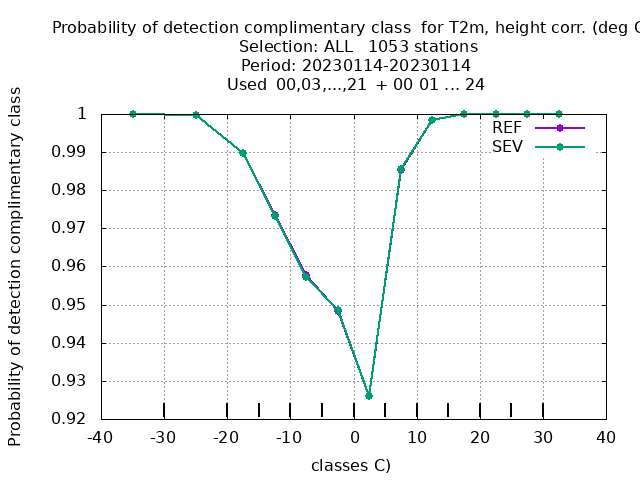 Probability of detection complimentary class for T2m, height corr. (deg C
Selection: ALL 1053 stations
Period: 20230114-20230114
Used 00,03,...,21 + 00 01 ... 24
Probability of detection complimentary class
1
0.99
0.98
0.97
0.96
0.95
0.94
0.93
0.92
REF
SEV
-40 -30 -20 -10 0 10 20 30 40
classes C)